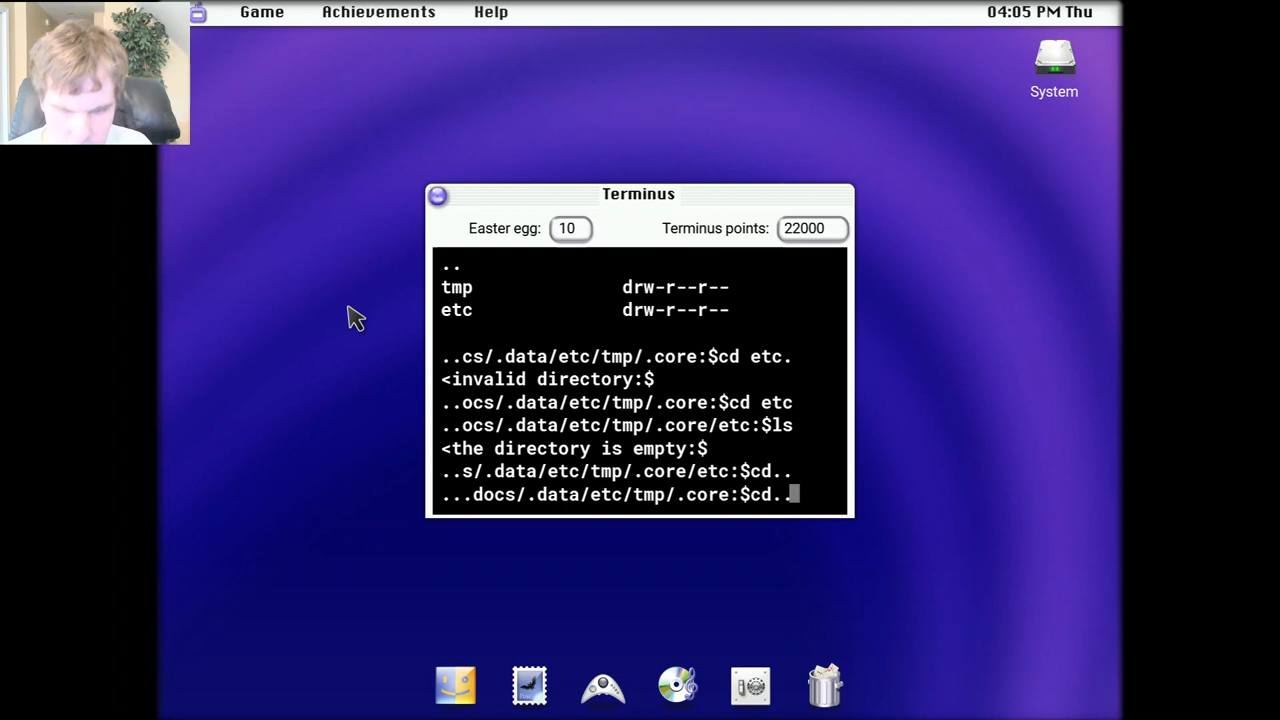 Game Achievements Help 04:05 PM Thu
System
Terminus
Easter egg: 10 Terminus points: 22000
..
tmp drw-r--r--
etc drw-r--r--
..cs/.data/etc/tmp/.core:$cd etc.
<invalid directory:$
..ocs/.data/etc/tmp/.core:$cd etc
..ocs/.data/etc/tmp/.core/etc:$ls
<the directory is empty:$
..s/.data/etc/tmp/.core/etc:$cd..
...docs/.data/etc/tmp/.core:$cd..